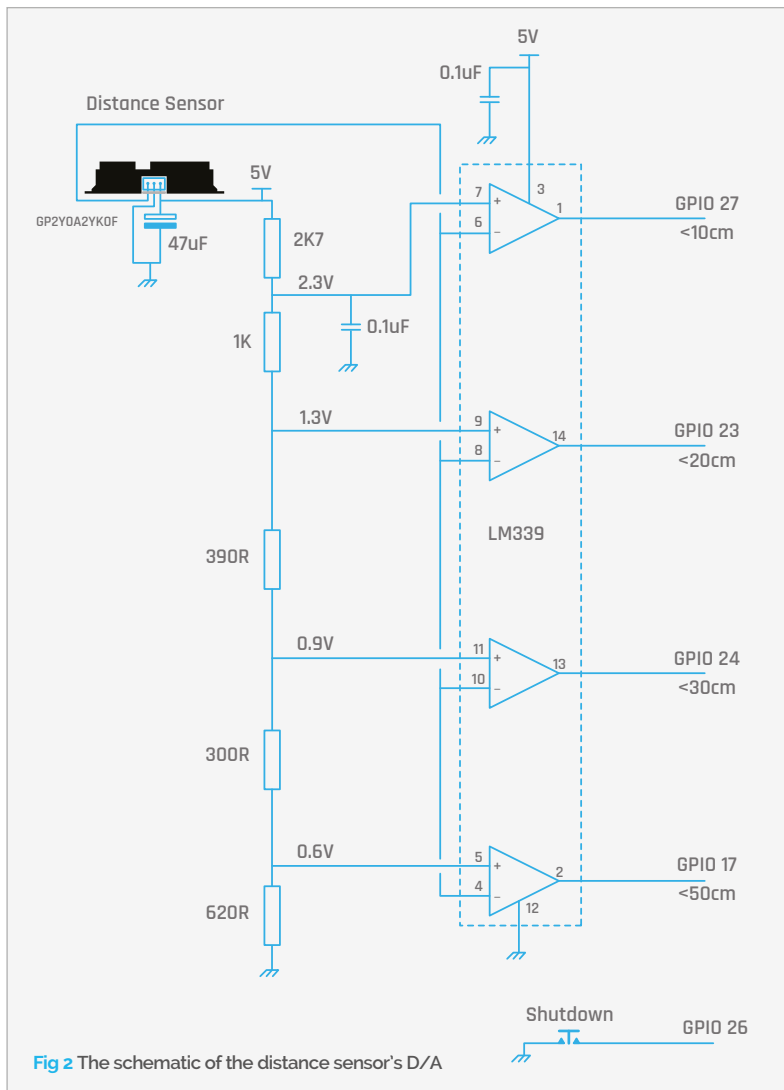 5V
0.1uF
Distance Sensor
5V
GP2Y0A2YK0F
47uF
2K7
2.3V
0.1uF
1K
7
+
6
−
3
1
GPIO 27
<10cm
1.3V
9
+
8
−
14
GPIO 23
<20cm
LM339
390R
0.9V
11
+
10
−
13
GPIO 24
<30cm
300R
0.6V
5
+
4
−
2
12
GPIO 17
<50cm
620R
Shutdown
GPIO 26
Fig 2 The schematic of the distance sensor's D/A